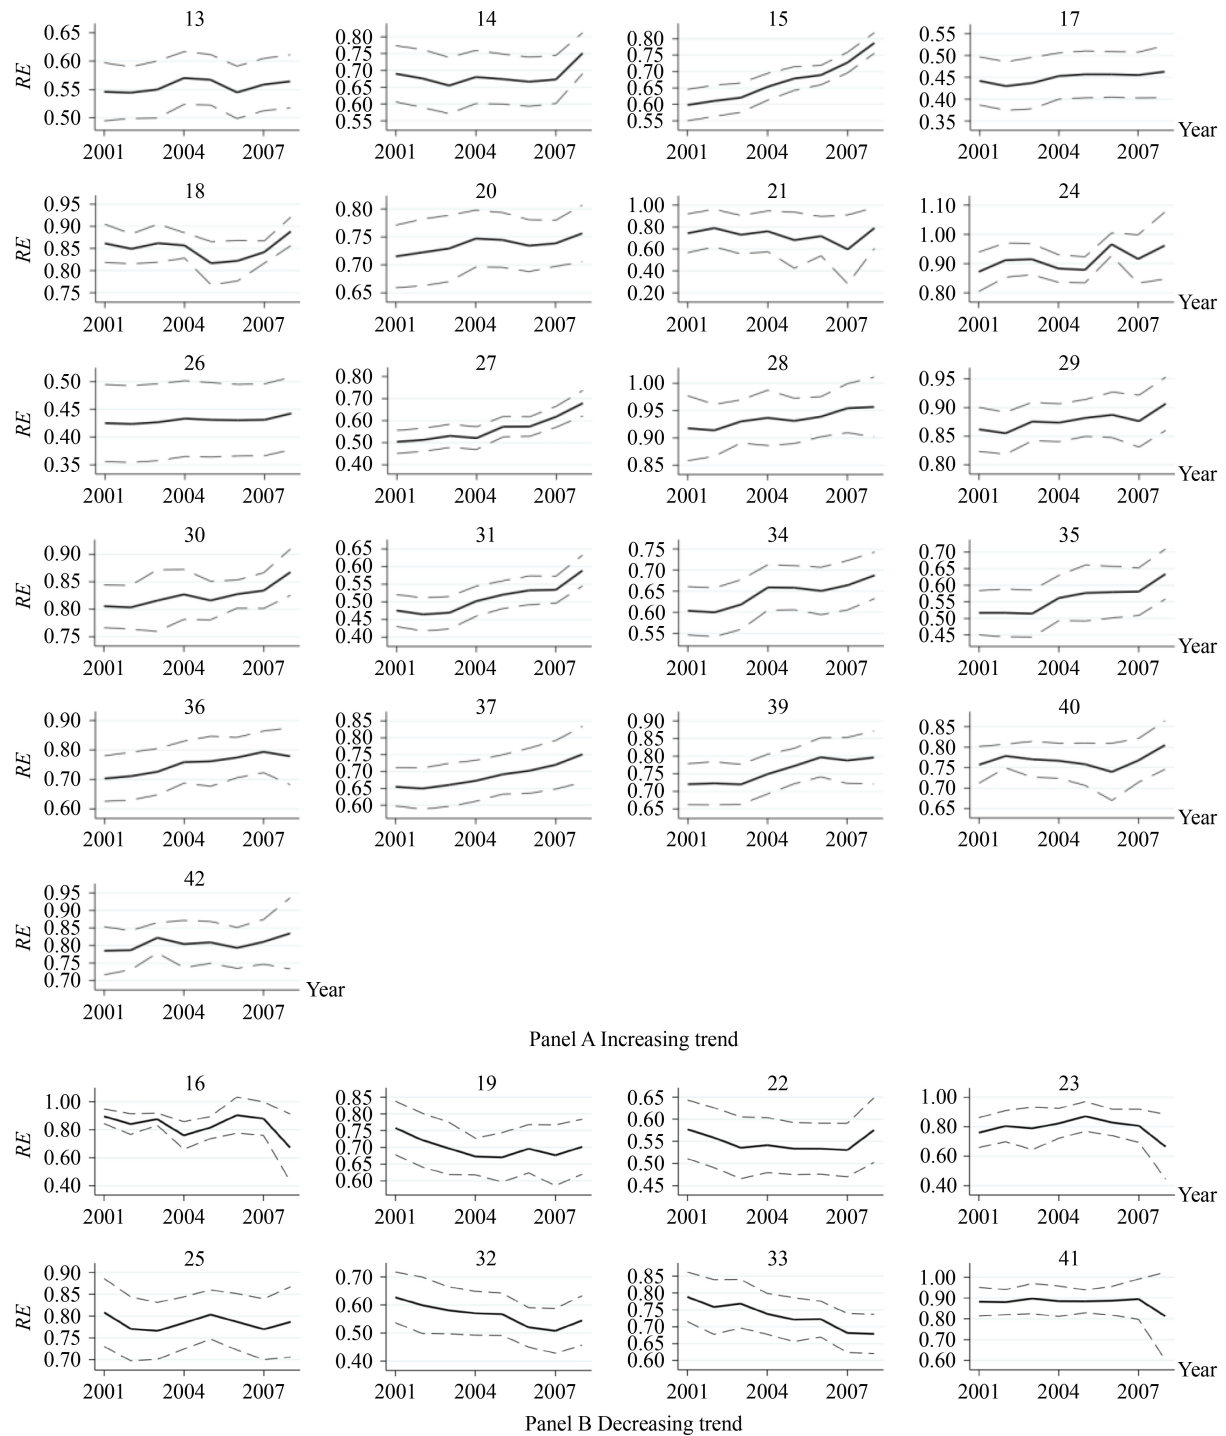 13 14 15 17
RE 0.65 0.60 0.55 0.50 0.80 0.75 0.70 0.65 0.60 0.55 0.80 0.75 0.70 0.65 0.60 0.55 0.55 0.50 0.45 0.40 0.35 Year
2001 2004 2007 2001 2004 2007 2001 2004 2007 2001 2004 2007
18 20 21 24
RE 0.95 0.90 0.85 0.80 0.75 0.80 0.75 0.70 0.65 1.00 0.80 0.60 0.40 0.20 1.10 1.00 0.90 0.80 Year
2001 2004 2007 2001 2004 2007 2001 2004 2007 2001 2004 2007
26 27 28 29
RE 0.50 0.45 0.40 0.35 0.80 0.70 0.60 0.50 0.40 1.00 0.95 0.90 0.85 0.95 0.90 0.85 0.80 Year
2001 2004 2007 2001 2004 2007 2001 2004 2007 2001 2004 2007
30 31 34 35
RE 0.90 0.85 0.80 0.75 0.65 0.60 0.55 0.50 0.45 0.40 0.75 0.70 0.65 0.60 0.55 0.70 0.65 0.60 0.55 0.50 0.45 Year
2001 2004 2007 2001 2004 2007 2001 2004 2007 2001 2004 2007
36 37 39 40
RE 0.90 0.80 0.70 0.60 0.85 0.80 0.75 0.70 0.65 0.60 0.90 0.85 0.80 0.75 0.70 0.65 0.85 0.80 0.75 0.70 0.65 Year
2001 2004 2007 2001 2004 2007 2001 2004 2007 2001 2004 2007
42
RE 0.95 0.90 0.85 0.80 0.75 0.70 Year
2001 2004 2007
Panel A Increasing trend
16 19 22 23
RE 1.00 0.80 0.60 0.40 0.85 0.80 0.75 0.70 0.65 0.60 0.65 0.60 0.55 0.50 0.45 1.00 0.80 0.60 0.40 Year
2001 2004 2007 2001 2004 2007 2001 2004 2007 2001 2004 2007
25 32 33 41
RE 0.90 0.85 0.80 0.75 0.70 0.70 0.60 0.50 0.40 0.85 0.80 0.75 0.70 0.65 0.60 1.00 0.90 0.80 0.70 0.60 Year
2001 2004 2007 2001 2004 2007 2001 2004 2007 2001 2004 2007
Panel B Decreasing trend